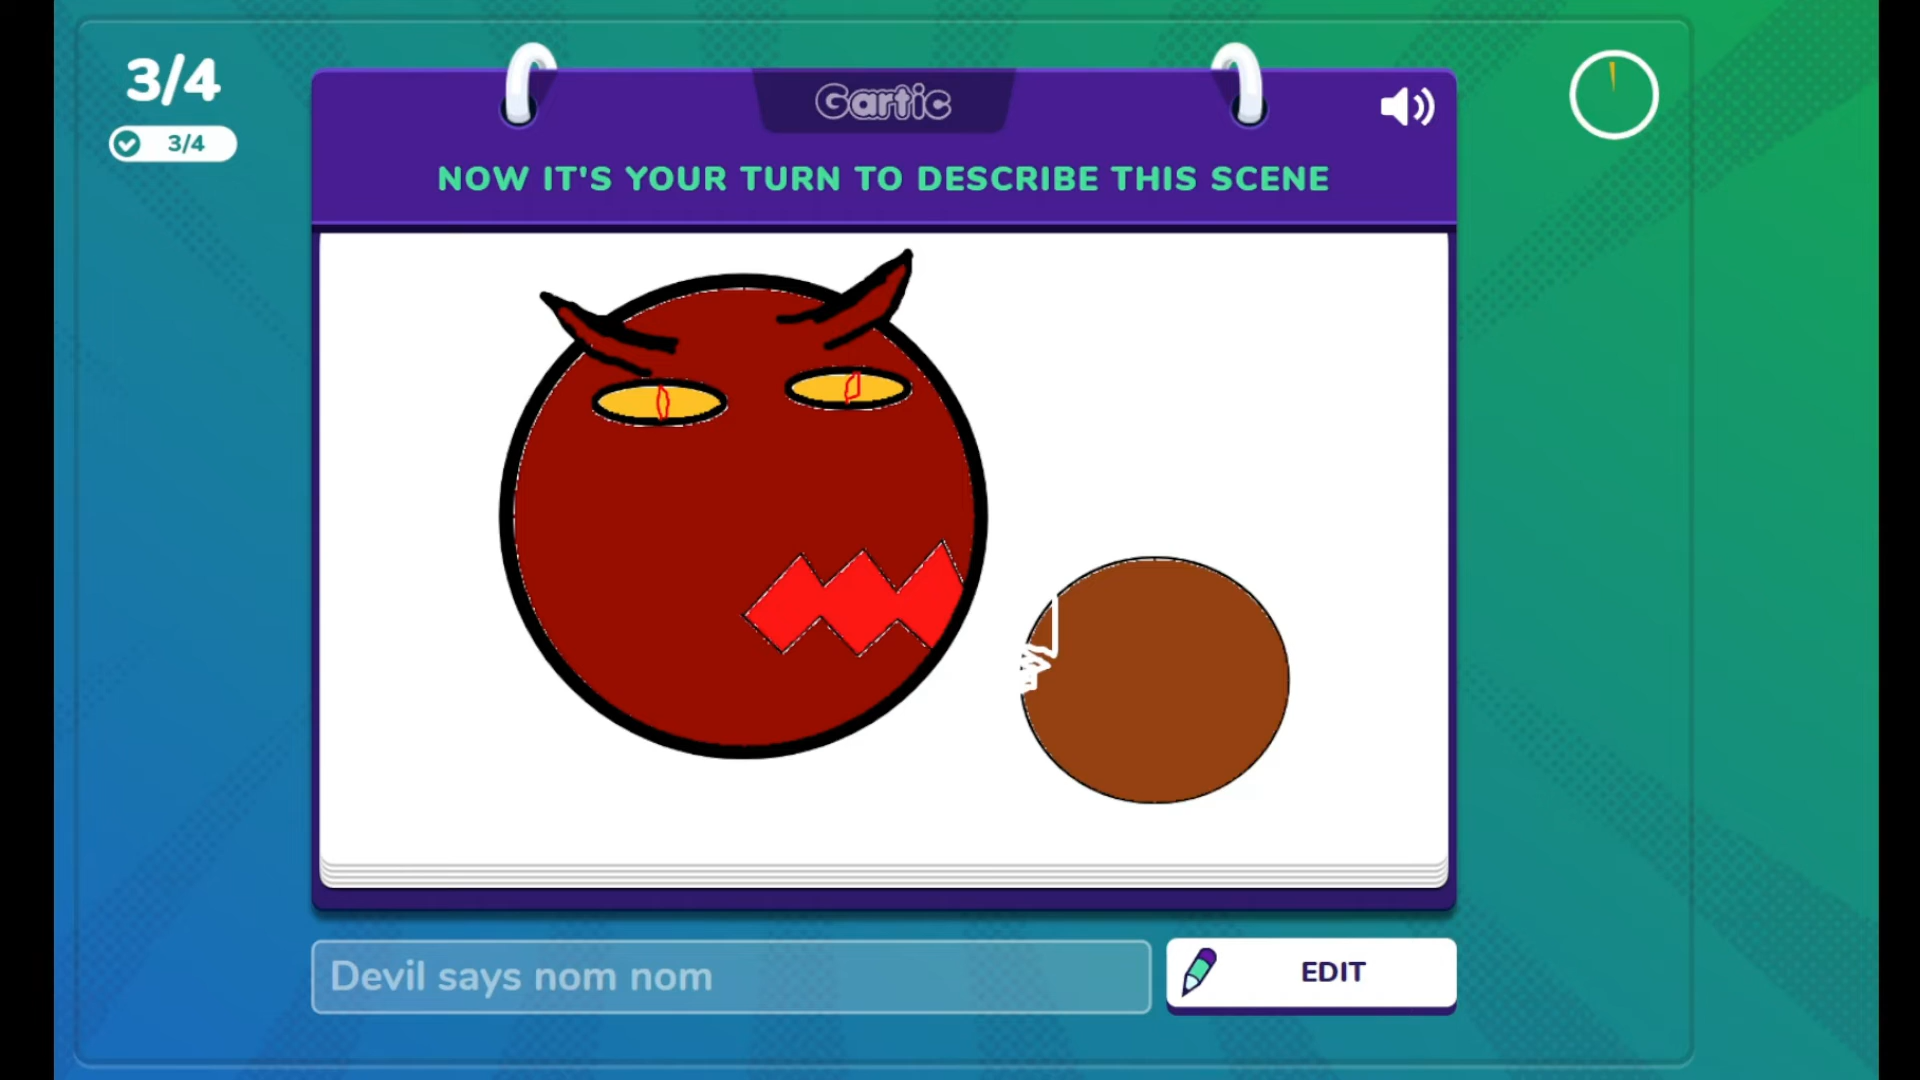 3/4
3/4
Gartic
NOW IT'S YOUR TURN TO DESCRIBE THIS SCENE
Devil says nom nom
EDIT